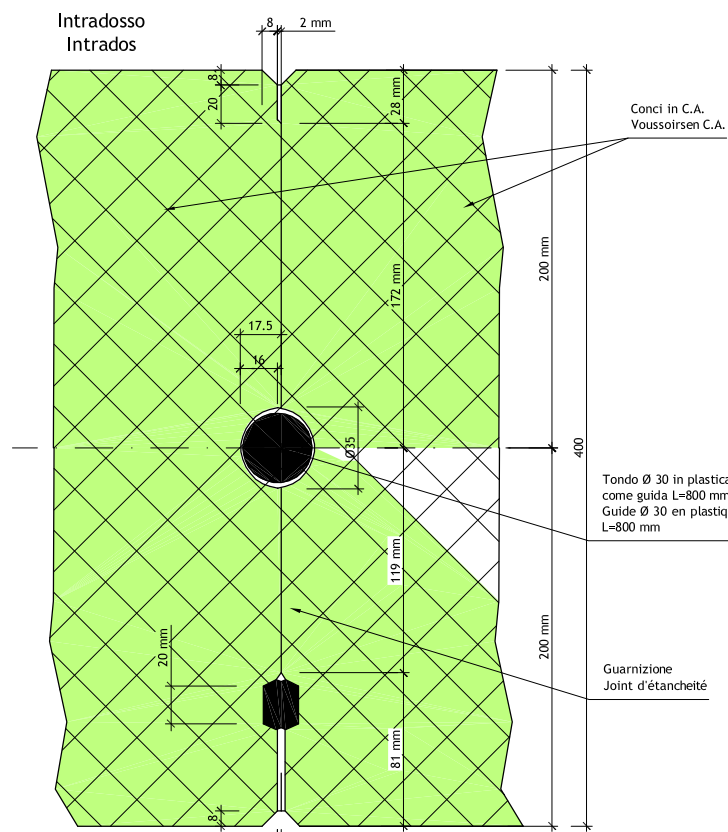 Intradosso
Intrados
8
2 mm
8
20
28 mm
Conci in C.A.
Voussoirsen C.A.
200 mm
172 mm
17.5
16
Ø35
400
Tondo Ø 30 in plastica
come guida L=800 mm
Guide Ø 30 en plastiq
L=800 mm
119 mm
20 mm
200 mm
Guarnizione
Joint d'étancheité
81 mm
8